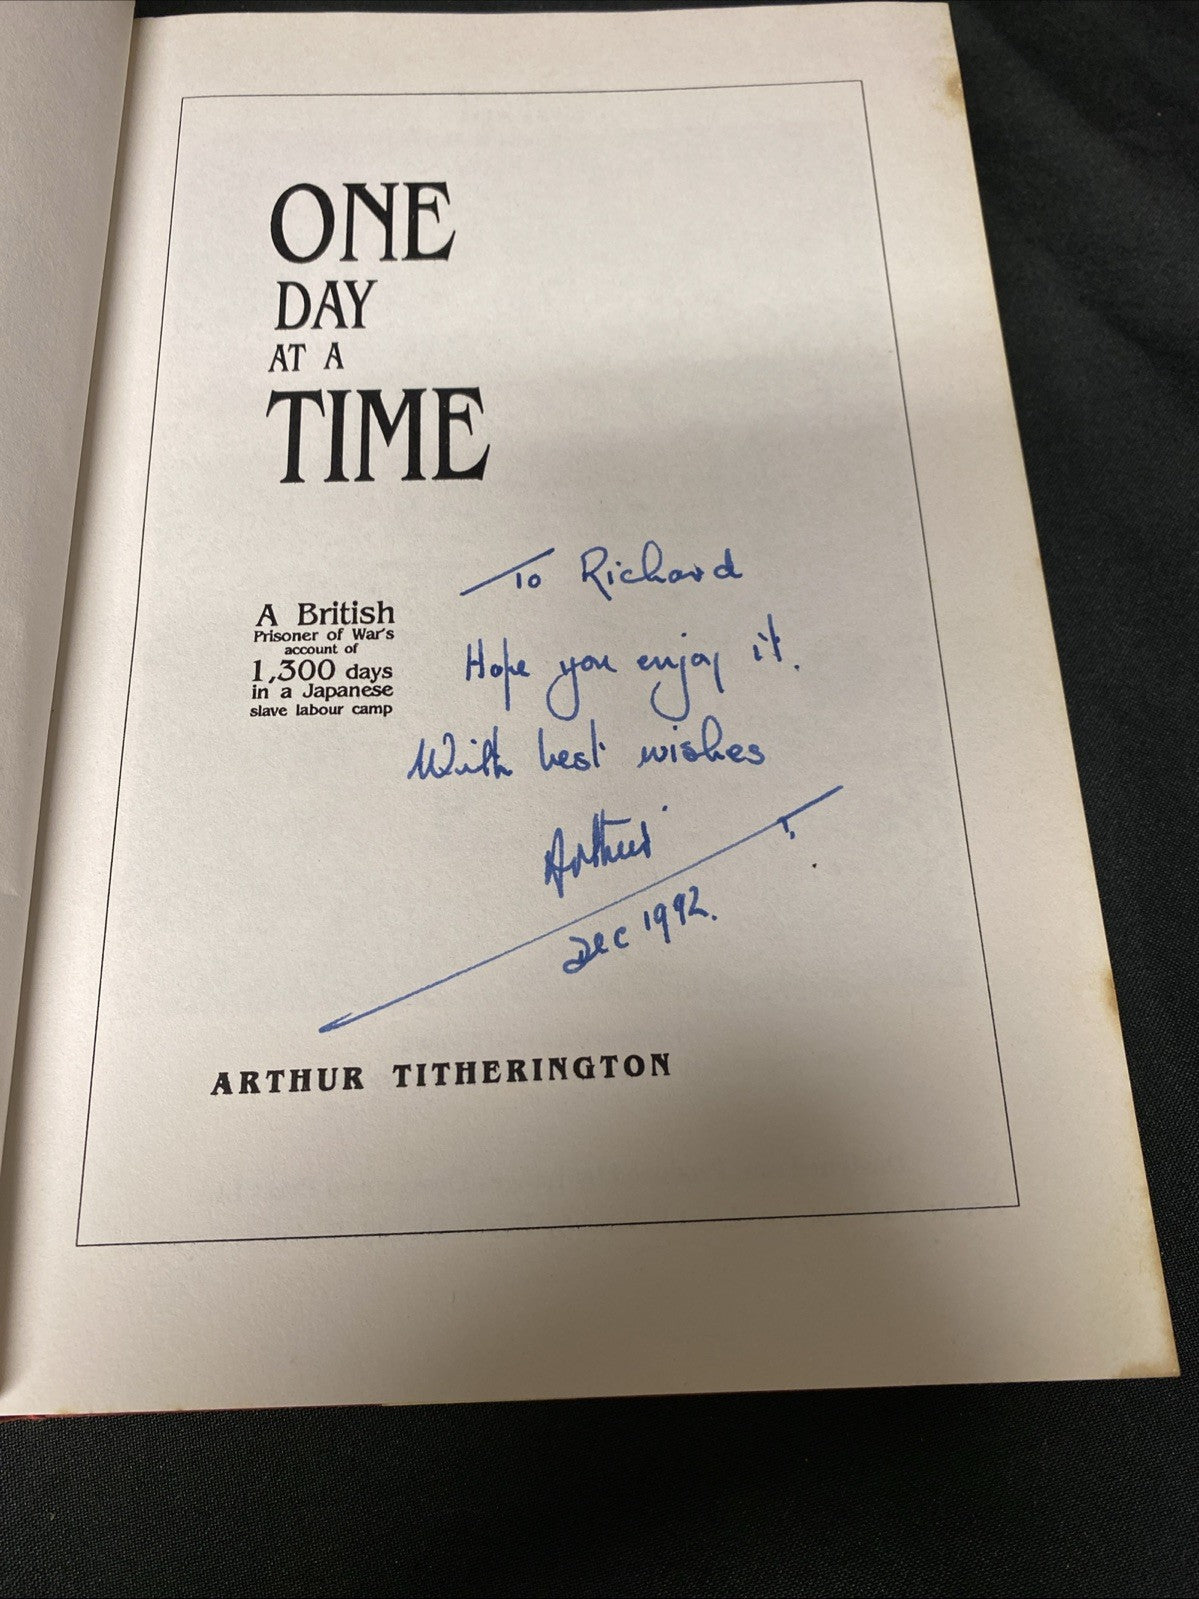 ONE
DAY
AT A
TIME
To Richard
A British
Prisoner of War's
account of
1,300 days
in a Japanese
slave labour camp
Hope you enjoy it.
With best wishes
Arthur T.
Dec 1992.
ARTHUR TITHERINGTON